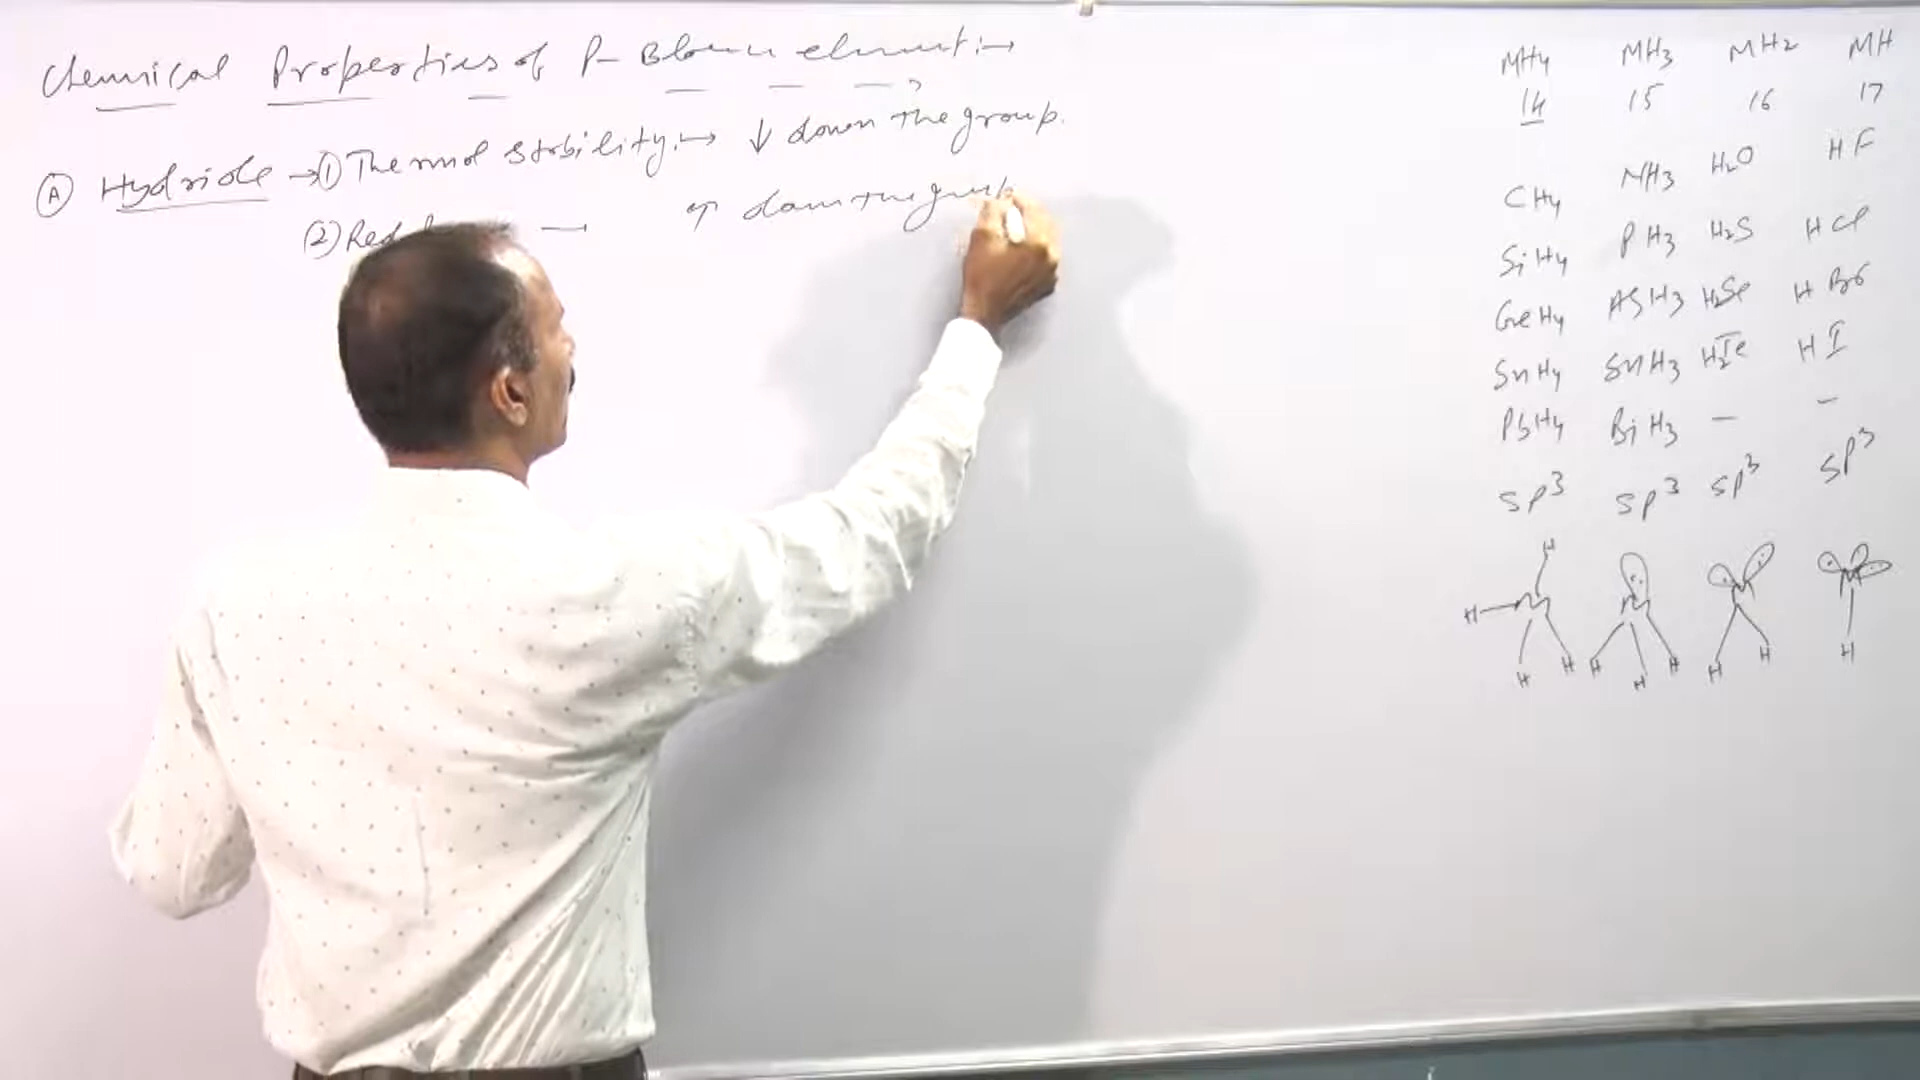 Chemical Properties of P-Block element :→
(A) Hydride → (1) Thermal stability → ↓ down the group.
(2) Red — ↑ down the group
MH4 MH3 MH2 MH
14 15 16 17
CH4 NH3 H2O HF
SiH4 PH3 H2S HCl
GeH4 AsH3 H2Se HBr
SnH4 SnH3 H2Te HI
PbH4 BiH3 — —
sp3 sp3 sp3 sp3
H
H M M M M
H H H H H H H H H